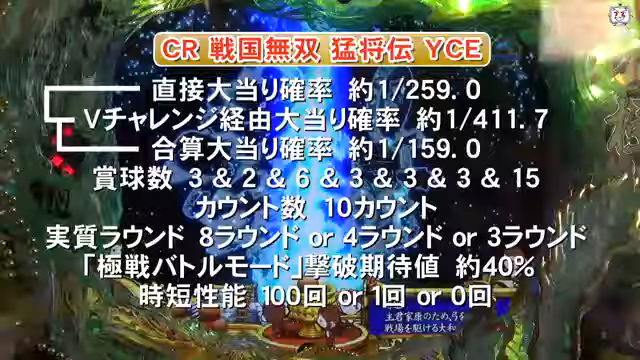 CR 戦国無双 猛将伝 YCE
直接大当り確率 約1/259.0
Vチャレンジ経由大当り確率 約1/411.7
合算大当り確率 約1/159.0
賞球数 3 & 2 & 6 & 3 & 3 & 3 & 15
カウント数 10カウント
実質ラウンド 8ラウンド or 4ラウンド or 3ラウンド
「極戦バトルモード」撃破期待値 約40%
時短性能 100回 or 1回 or 0回
主君家康のため、弓手
戦場を駆ける大和